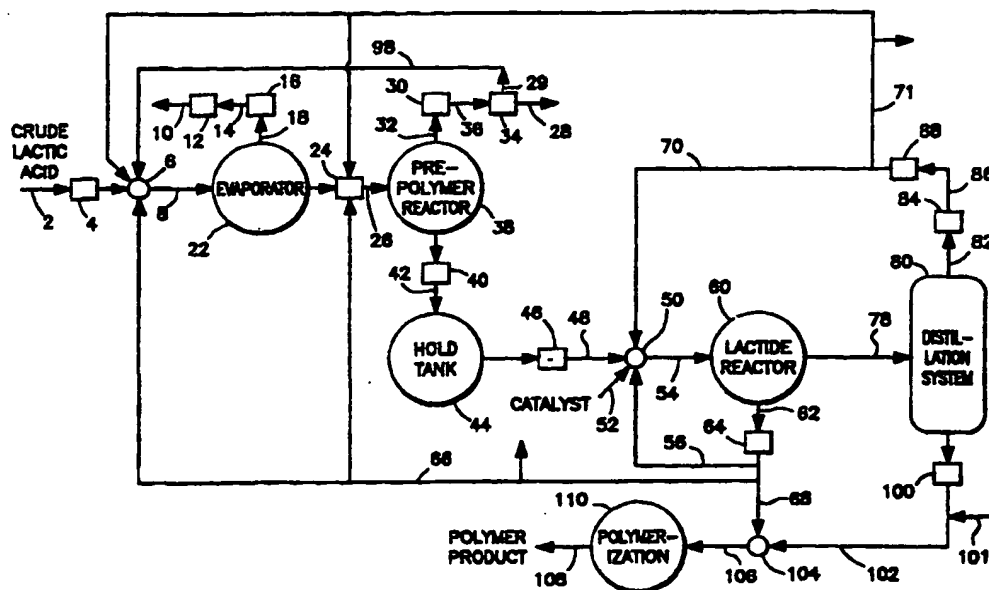 98
71
16
30
29
10
12
14
18
32
36
34
28
CRUDE
LACTIC
ACID
24
6
2
4
8
EVAPORATOR
22
26
PRE-
POLYMER
REACTOR
38
70
88
86
84
82
80
42
40
60
50
78
46
48
HOLD
TANK
44
LACTIDE
REACTOR
DISTIL-
LATION
SYSTEM
CATALYST
52
54
62
64
56
66
68
100
110
POLYMER
PRODUCT
POLYMER-
IZATION
108
106
104
102
101